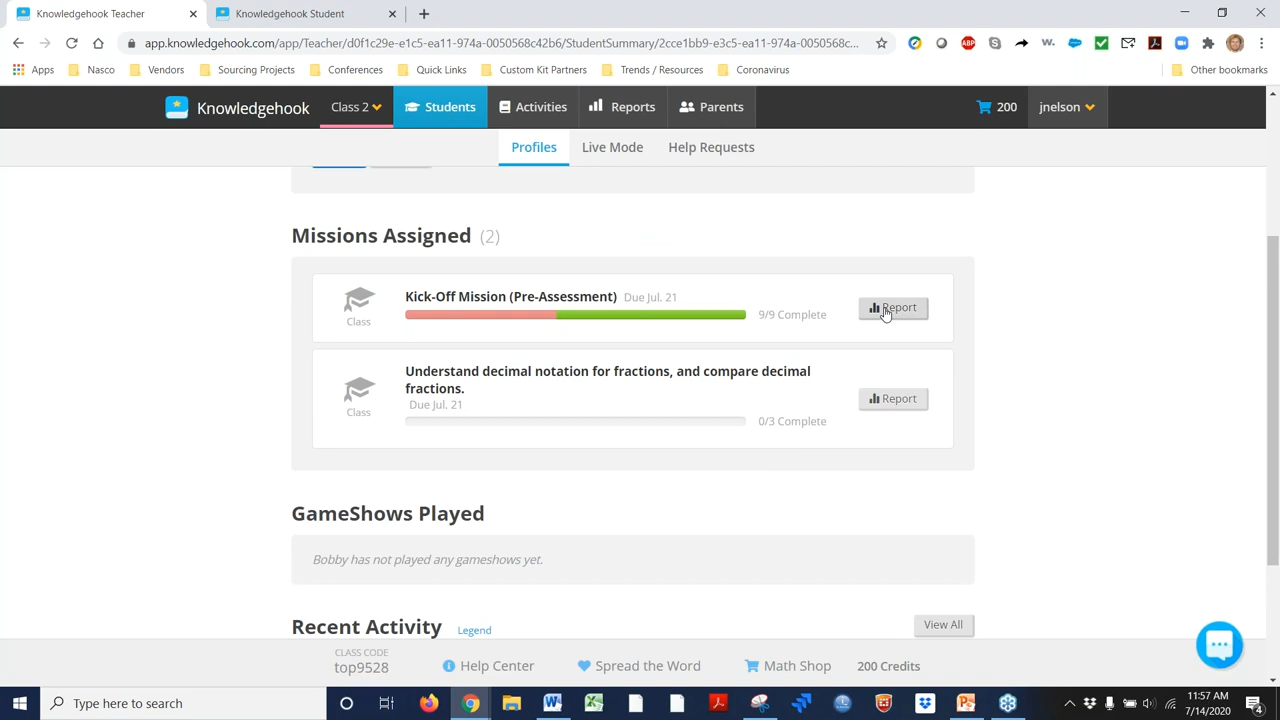 Knowledgehook Teacher
Knowledgehook Student
app.knowledgehook.com/app/Teacher/d0f1c29e-e1c5-ea11-974a-0050568c42b6/StudentSummary/2cce1bb8-e3c5-ea11-974a-0050568c...
Apps Nasco Vendors Sourcing Projects Conferences Quick Links Custom Kit Partners Trends / Resources Coronavirus Other bookmarks
Knowledgehook Class 2 Students Activities Reports Parents 200 jnelson
Profiles Live Mode Help Requests
Missions Assigned (2)
Kick-Off Mission (Pre-Assessment) Due Jul. 21
Class
9/9 Complete
Report
Understand decimal notation for fractions, and compare decimal
fractions.
Due Jul. 21
Class
0/3 Complete
Report
GameShows Played
Bobby has not played any gameshows yet.
Recent Activity Legend View All
CLASS CODE
top9528
Help Center Spread the Word Math Shop 200 Credits
Type here to search
11:57 AM
7/14/2020
4